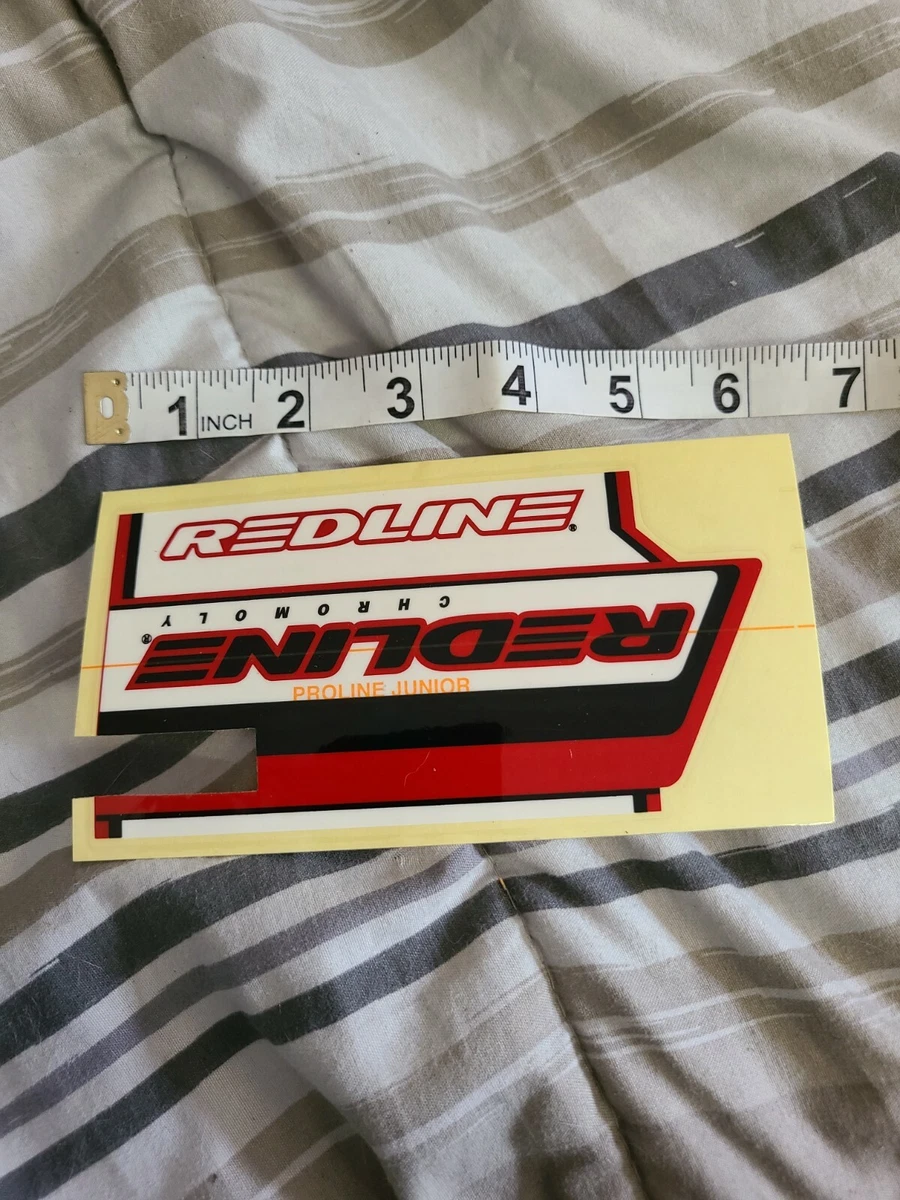 1 INCH 2 3 4 5 6 7
REDLINE®
CHROMOLY
REDLINE®
PROLINE JUNIOR